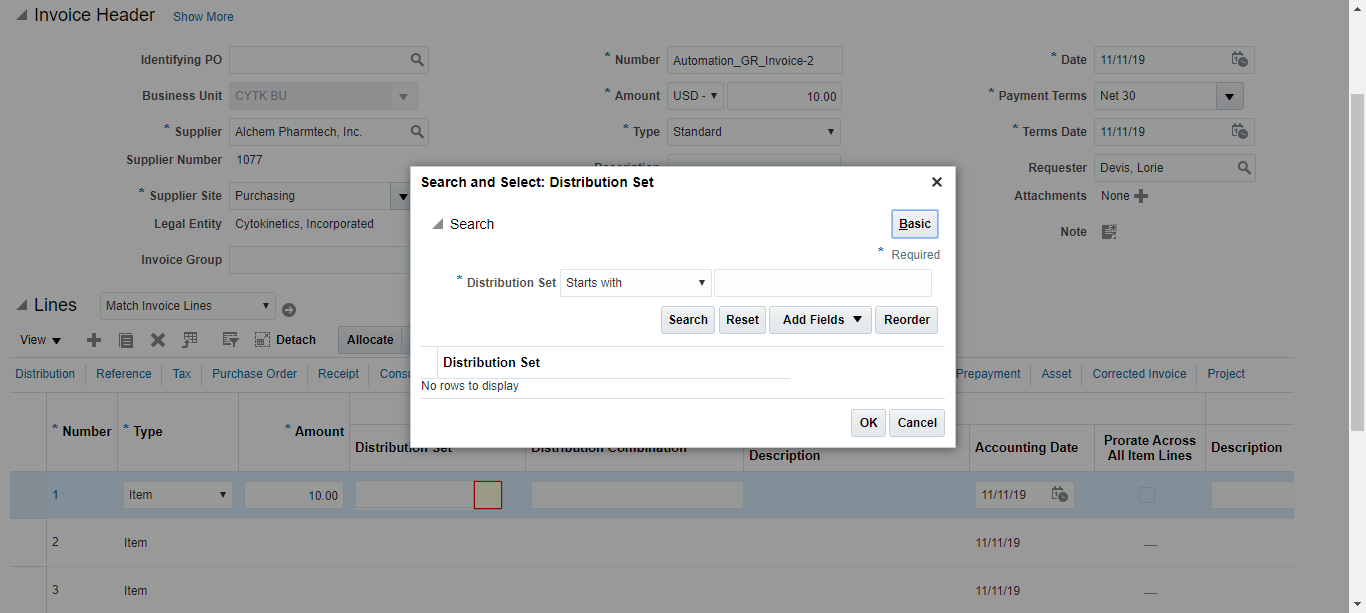 Invoice Header Show More
Identifying PO * Number Automation_GR_Invoice-2 * Date 11/11/19
Business Unit CYTK BU * Amount USD - 10.00 * Payment Terms Net 30
* Supplier Alchem Pharmtech, Inc. * Type Standard * Terms Date 11/11/19
Supplier Number 1077 Requester Devis, Lorie
* Supplier Site Purchasing Attachments None
Legal Entity Cytokinetics, Incorporated Note
Invoice Group
Search and Select: Distribution Set
Search Basic
* Required
* Distribution Set Starts with
Search Reset Add Fields Reorder
Distribution Set
No rows to display
OK Cancel
Lines Match Invoice Lines
View Detach Allocate
Distribution Reference Tax Purchase Order Receipt Prepayment Asset Corrected Invoice Project
* Number * Type * Amount Distribution Set Distribution Combination Description Accounting Date Prorate Across Description
All Item Lines
1 Item 10.00 11/11/19
2 Item 11/11/19 —
3 Item 11/11/19 —